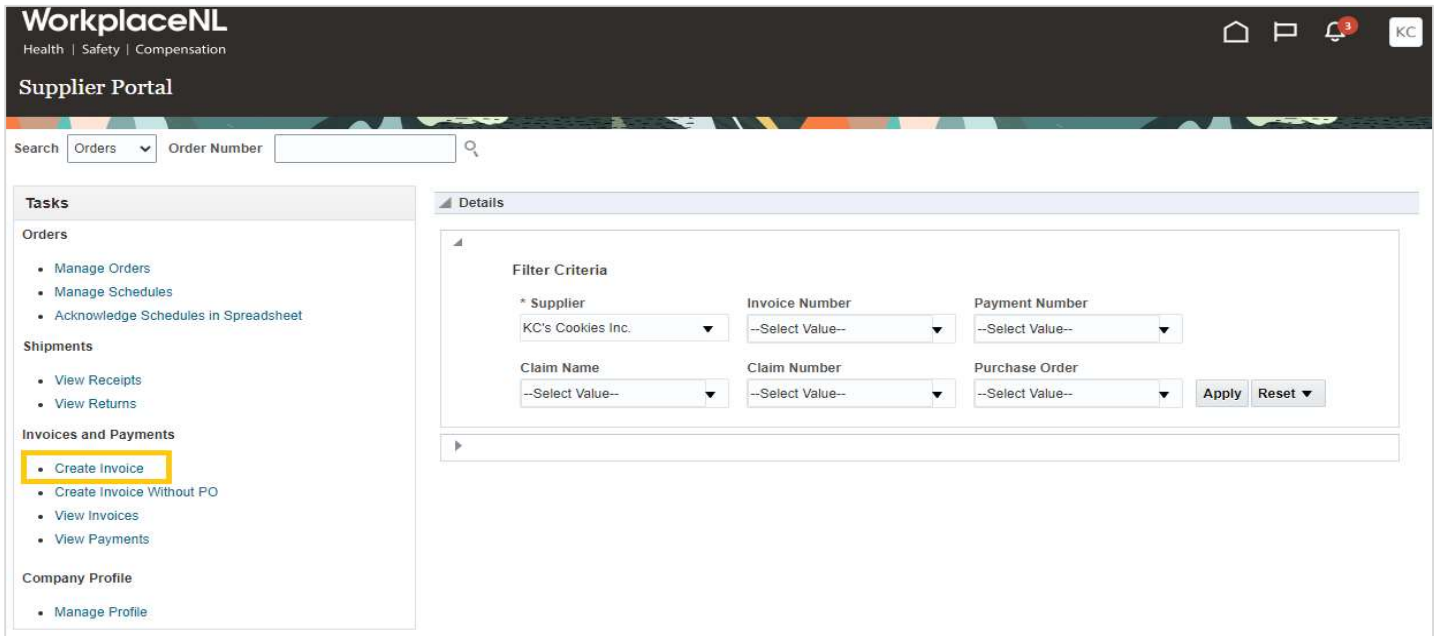 WorkplaceNL
Health | Safety | Compensation
3
KC
Supplier Portal
Search Orders Order Number
Tasks
Orders
Manage Orders
Manage Schedules
Acknowledge Schedules in Spreadsheet
Shipments
View Receipts
View Returns
Invoices and Payments
Create Invoice
Create Invoice Without PO
View Invoices
View Payments
Company Profile
Manage Profile
Details
Filter Criteria
* Supplier Invoice Number Payment Number
KC's Cookies Inc. --Select Value-- --Select Value--
Claim Name Claim Number Purchase Order
--Select Value-- --Select Value-- --Select Value-- Apply Reset